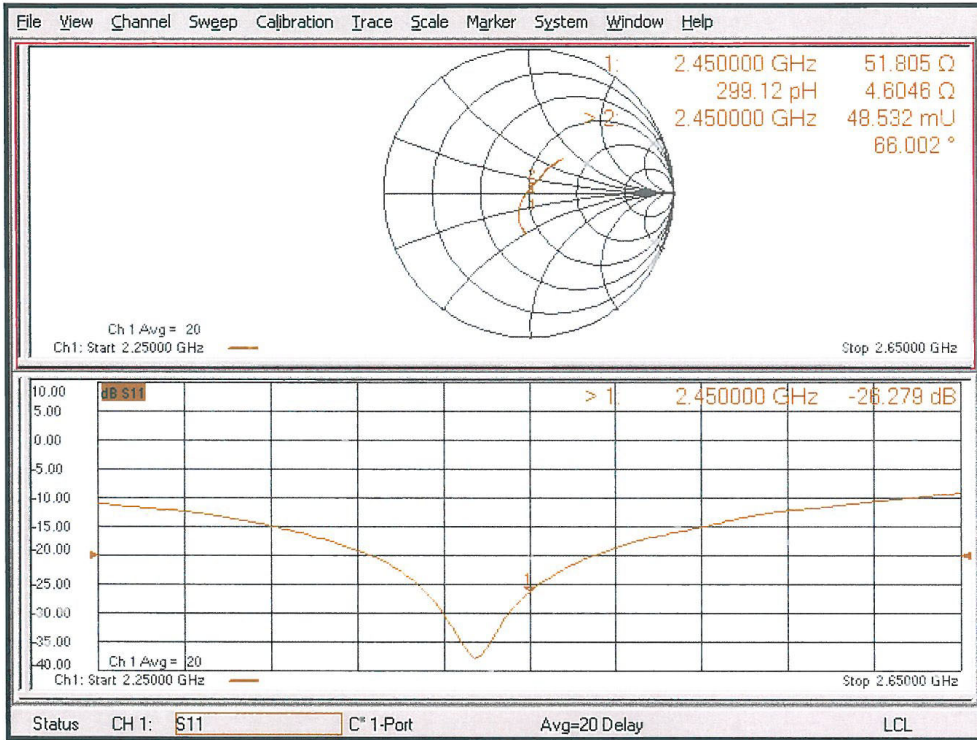 File View Channel Sweep Calibration Trace Scale Marker System Window Help
1: 2.450000 GHz 51.805 Ω
299.12 pH 4.6046 Ω
> 2: 2.450000 GHz 48.532 mU
66.002 °
Ch 1 Avg = 20
Ch1: Start 2.25000 GHz
Stop 2.65000 GHz
10.00
dB S11
> 1: 2.450000 GHz -26.279 dB
5.00
0.00
-5.00
-10.00
-15.00
-20.00
-25.00
1
-30.00
-35.00
-40.00
Ch 1 Avg = 20
Ch1: Start 2.25000 GHz
Stop 2.65000 GHz
Status CH 1: S11 C* 1-Port Avg=20 Delay LCL